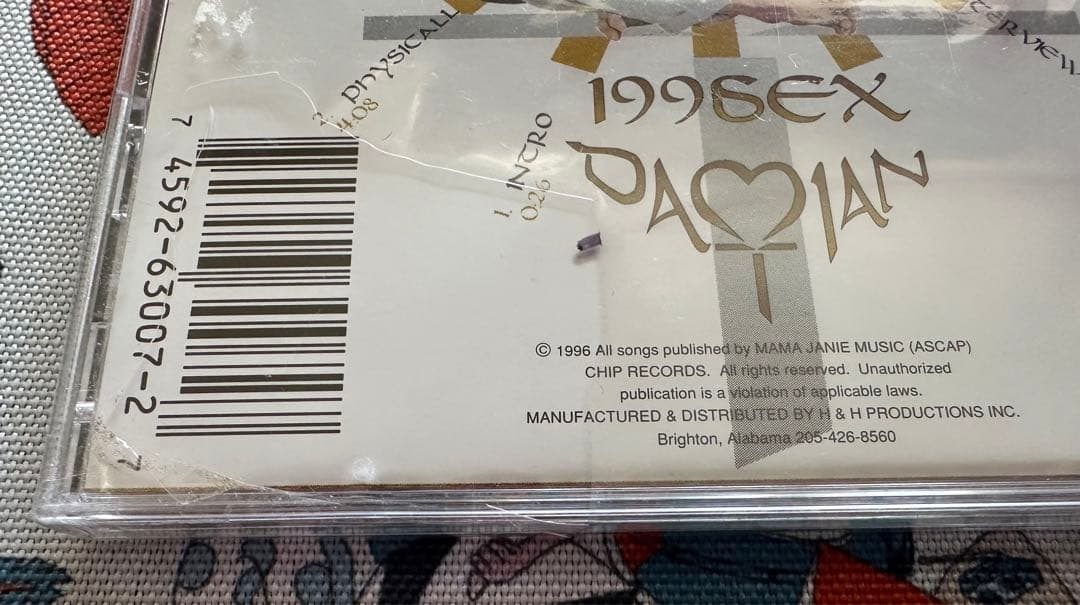 2. PHYSICALL
4:08
TERVIEW
1. INTRO
0:26
199SEX
DAMIAN
7 4592-63007-2 7
© 1996 All songs published by MAMA JANIE MUSIC (ASCAP)
CHIP RECORDS. All rights reserved. Unauthorized
publication is a violation of applicable laws.
MANUFACTURED & DISTRIBUTED BY H & H PRODUCTIONS INC.
Brighton, Alabama 205-426-8560